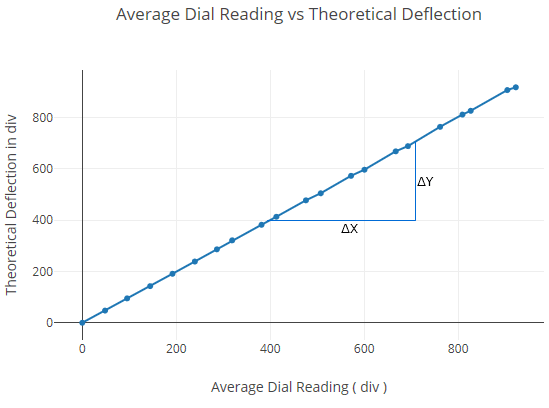 Average Dial Reading vs Theoretical Deflection
Theoretical Deflection in div
800
600
400
200
0
ΔY
ΔX
0 200 400 600 800
Average Dial Reading ( div )